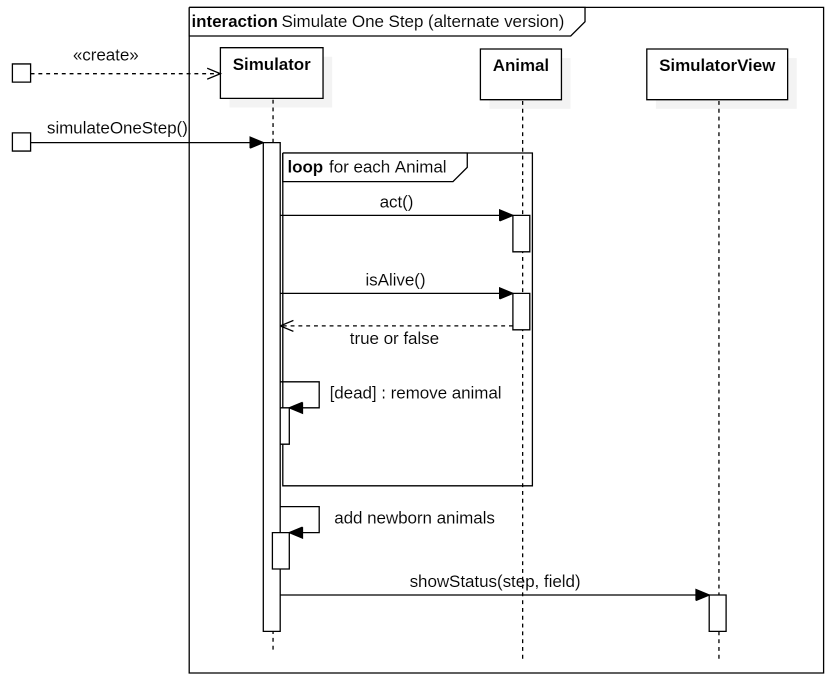 interaction Simulate One Step (alternate version)
«create»
Simulator
Animal
SimulatorView
simulateOneStep()
loop for each Animal
act()
isAlive()
true or false
[dead] : remove animal
add newborn animals
showStatus(step, field)